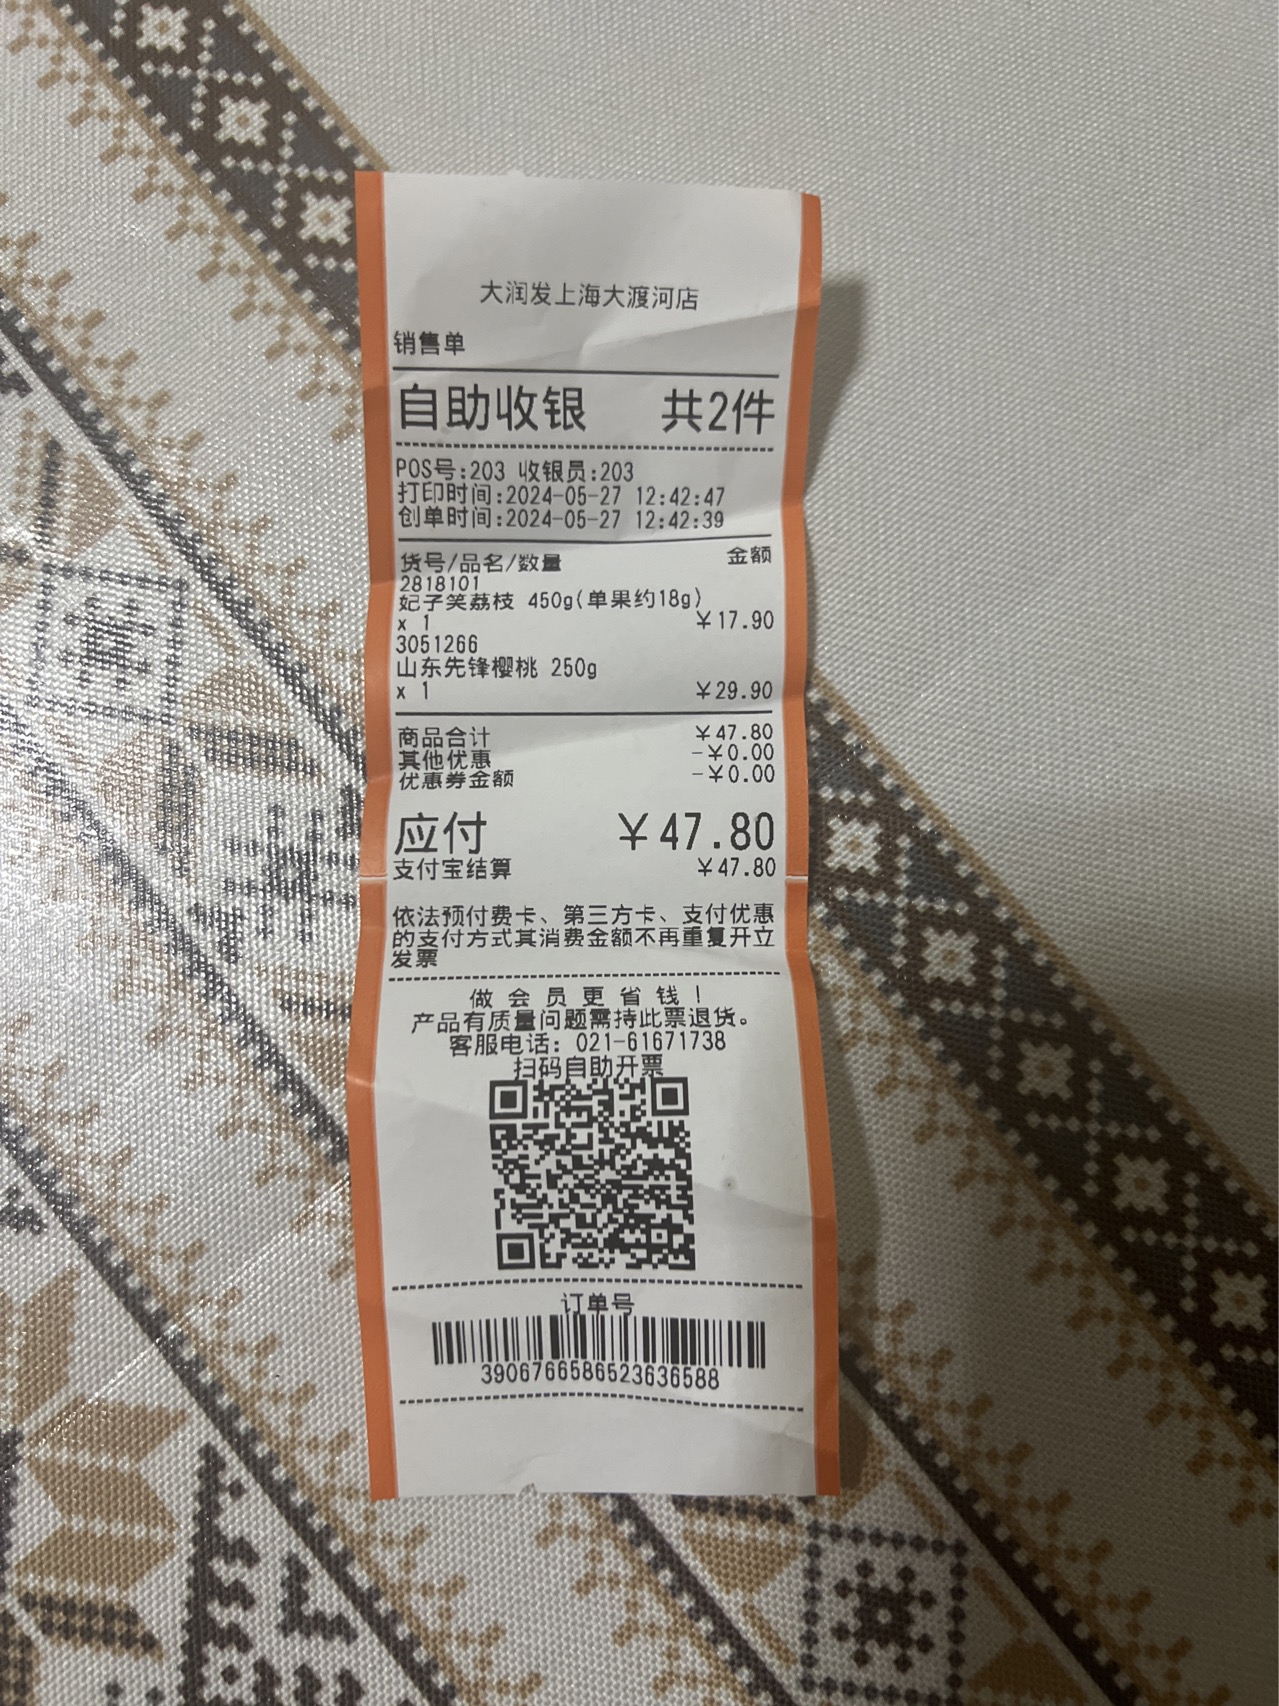 大润发上海大渡河店
销售单
自助收银 共2件
POS号:203 收银员:203
打印时间:2024-05-27 12:42:47
创单时间:2024-05-27 12:42:39
货号/品名/数量 金额
2818101
妃子笑荔枝 450g(单果约18g)
x 1 ￥17.90
3051266
山东先锋樱桃 250g
x 1 ￥29.90
商品合计 ￥47.80
其他优惠 -￥0.00
优惠券金额 -￥0.00
应付 ￥47.80
支付宝结算 ￥47.80
依法预付费卡、第三方卡、支付优惠
的支付方式其消费金额不再重复开立
发票
做会员更省钱！
产品有质量问题需持此票退货。
客服电话: 021-61671738
扫码自助开票
订单号
39067665865236365​88